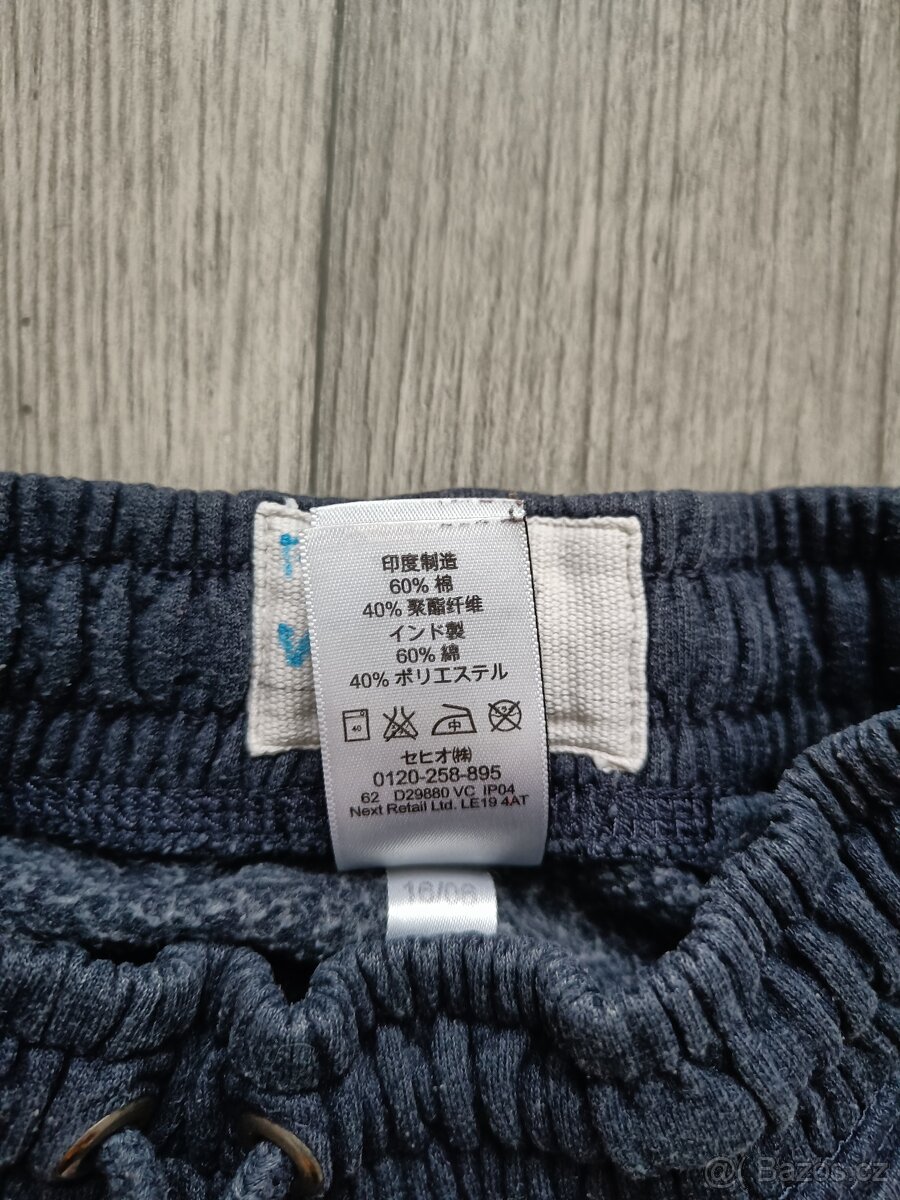 印度制造
60% 棉
40% 聚酯纤维
インド製
60% 綿
40% ポリエステル
40 中
セヒオ(株)
0120-258-895
62 D29880 VC IP04
Next Retail Ltd. LE19 4AT
16/06
Bazos.cz